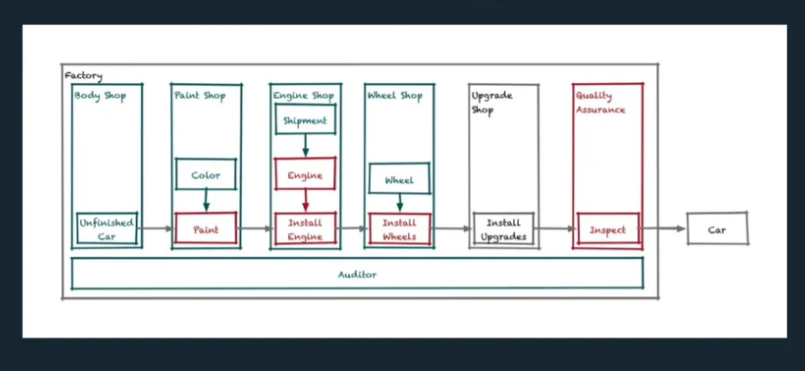 Factory
Body Shop
Paint Shop
Engine Shop
Wheel Shop
Upgrade
Shop
Quality
Assurance
Shipment
Color
Engine
Wheel
Unfinished
Car
Paint
Install
Engine
Install
Wheels
Install
Upgrades
Inspect
Car
Auditor